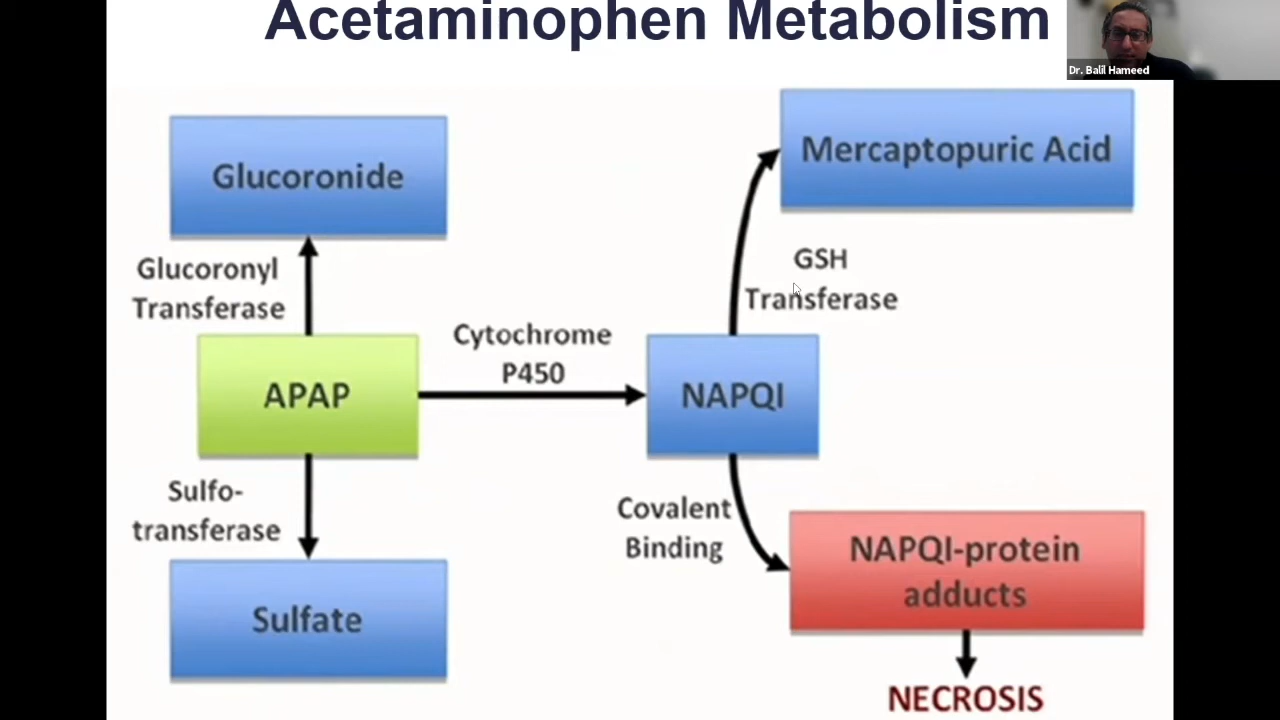 Acetaminophen Metabolism
Dr. Balil Hameed
Glucoronide
Mercaptopuric Acid
Glucoronyl
Transferase
GSH
Transferase
Cytochrome
P450
APAP
NAPQI
Sulfo-
transferase
Covalent
Binding
NAPQI-protein
adducts
Sulfate
NECROSIS